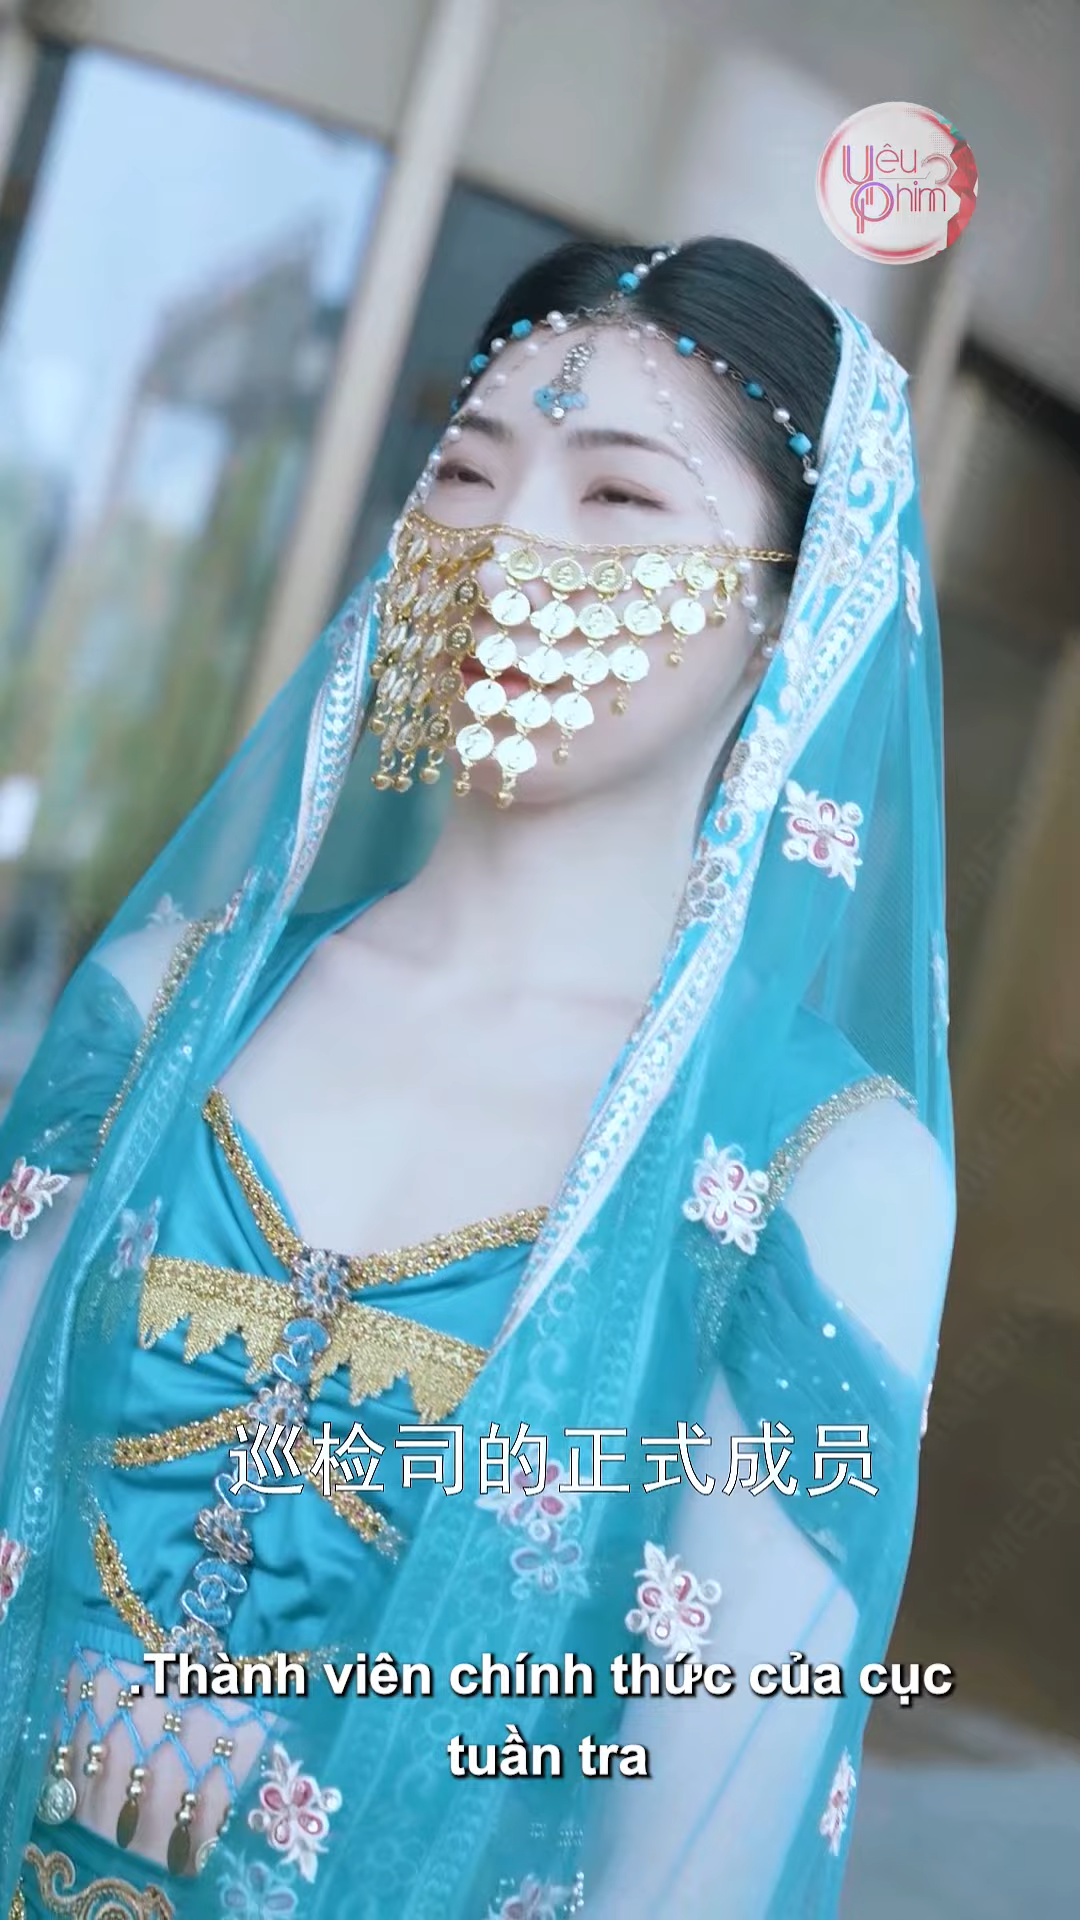 Yêu
Phim
巡检司的正式成员
.Thành viên chính thức của cục
tuần tra